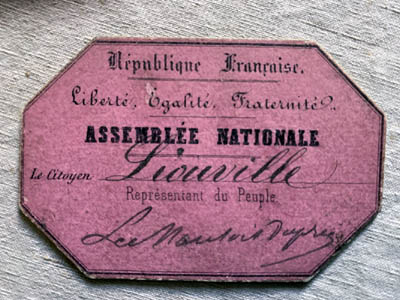 République Française.
Liberté, Égalité, Fraternité.
ASSEMBLÉE NATIONALE
Le Citoyen Liouville
Représentant du Peuple.